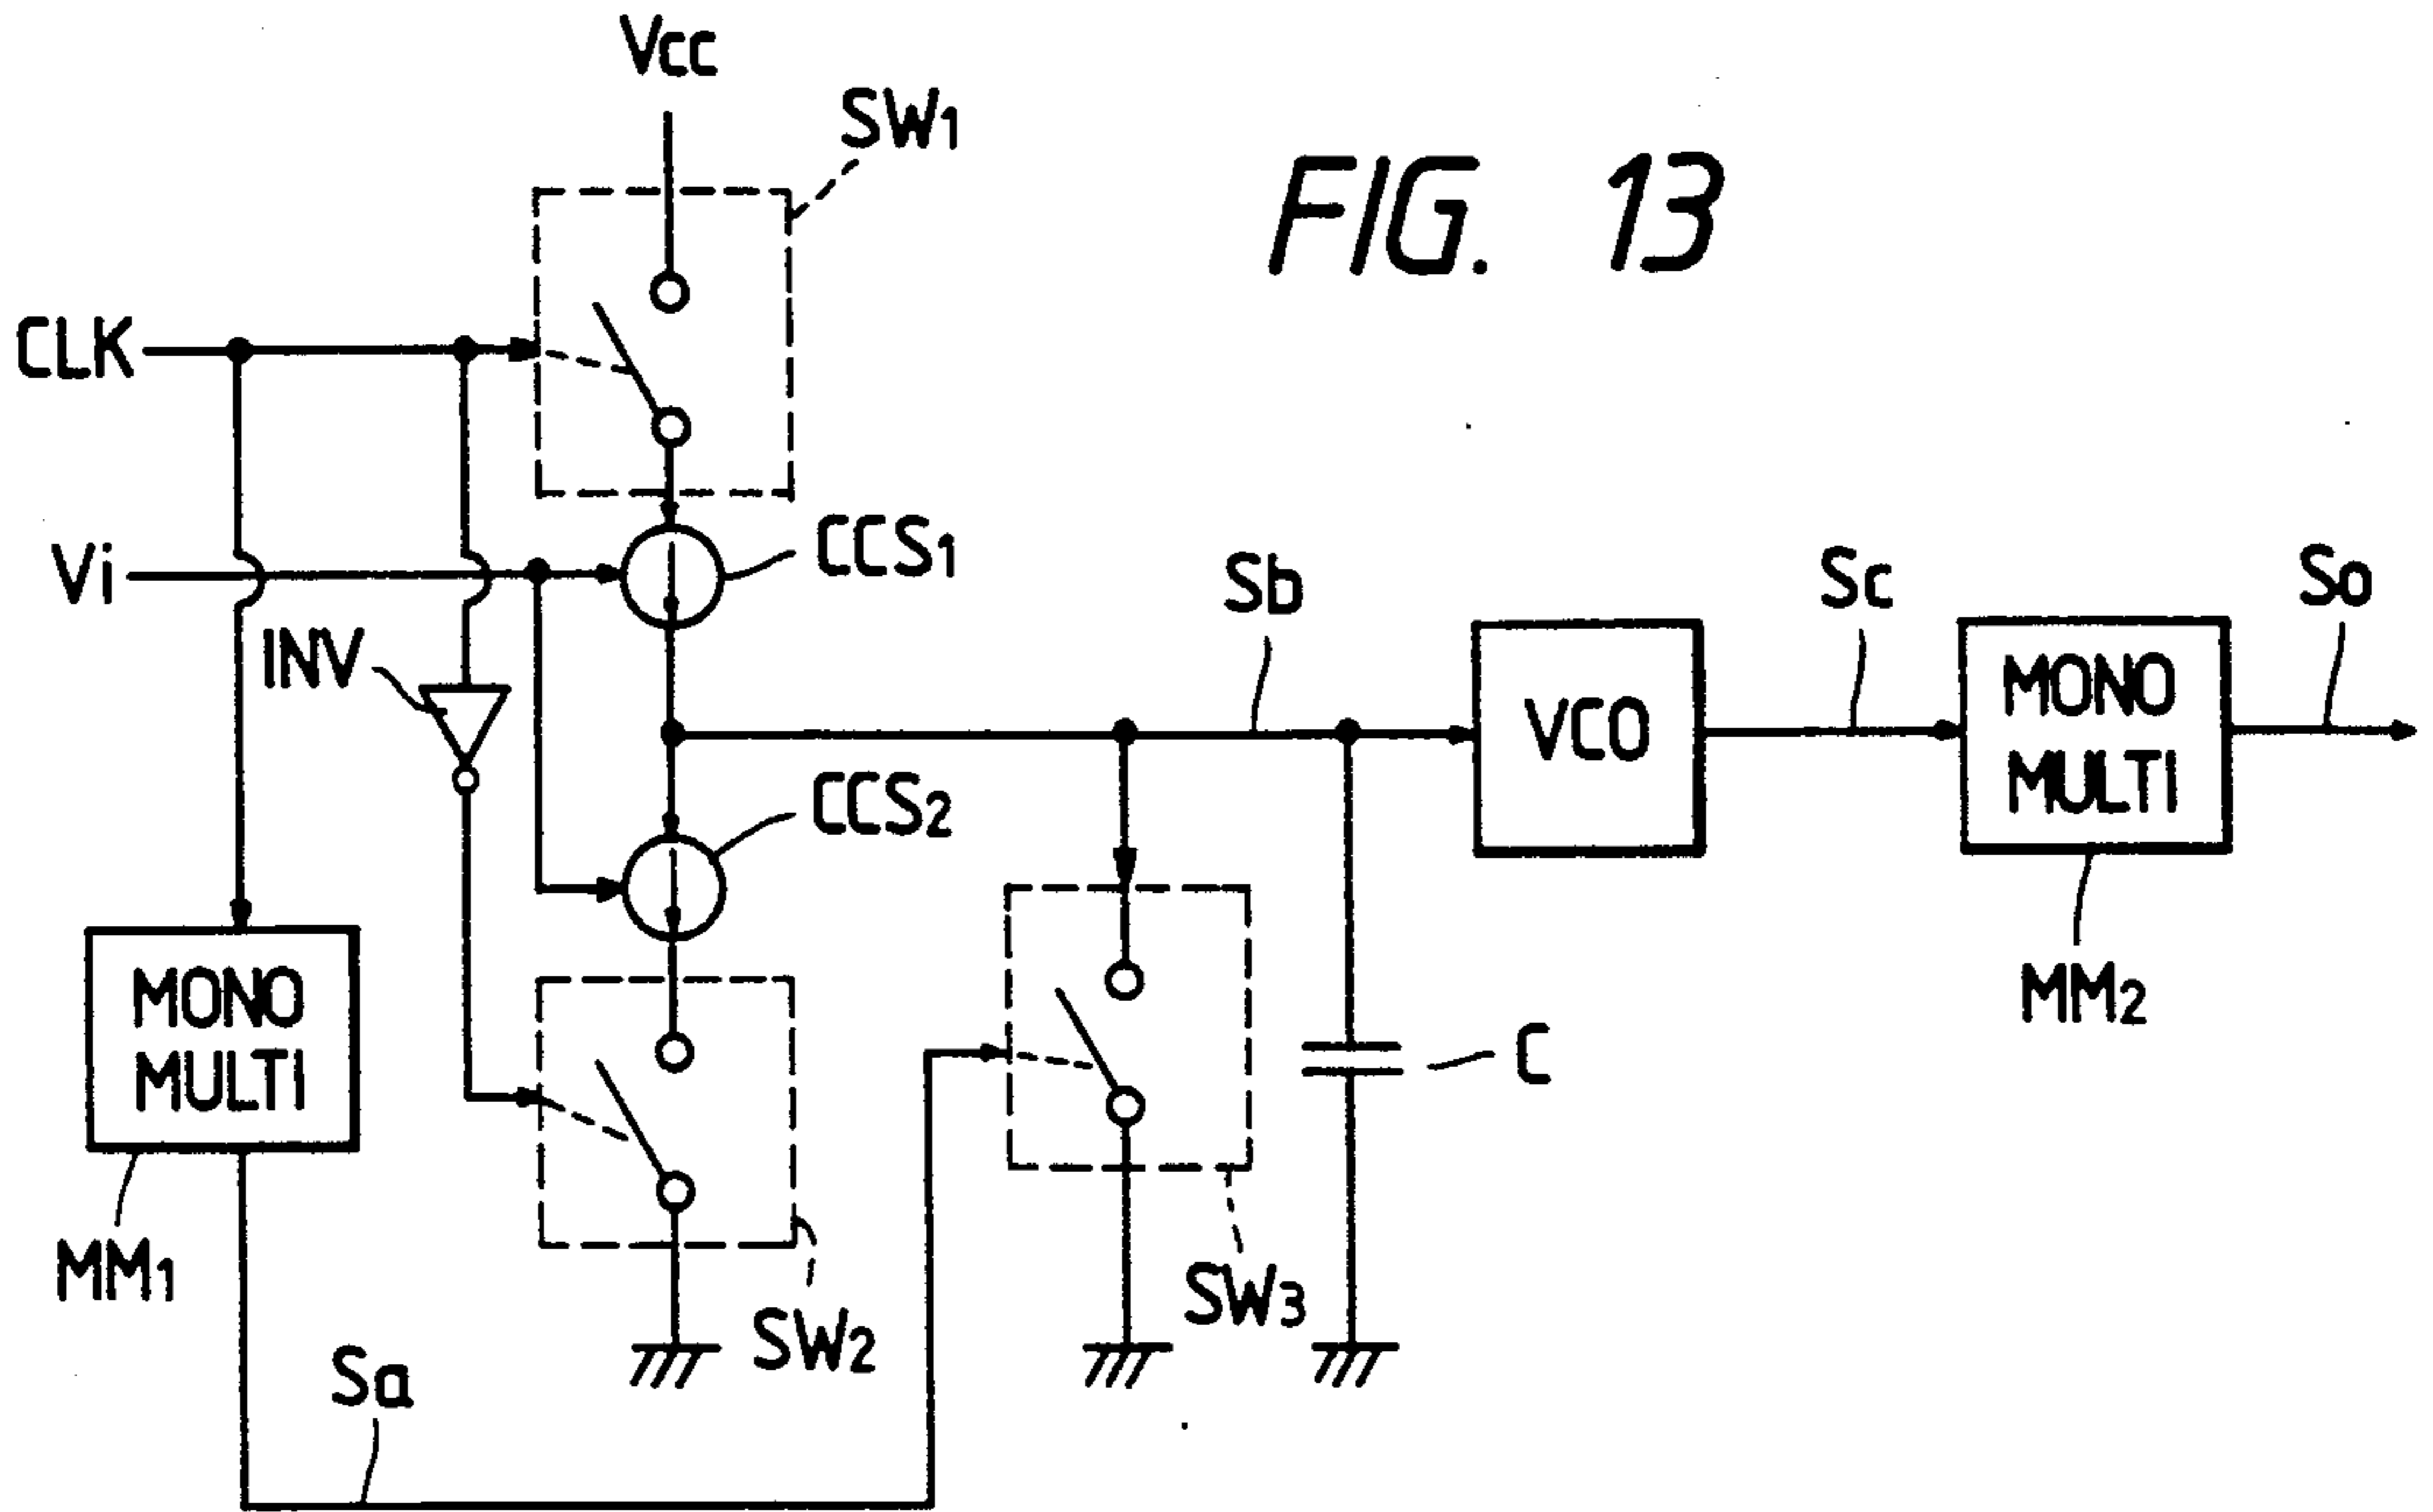 Vcc
SW1
FIG. 13
CLK
CCS1
Vi
Sb
Sc
So
INV
MONO
MULTI
VCO
CCS2
MONO
MULTI
MM2
C
MM1
SW3
SW2
Sa